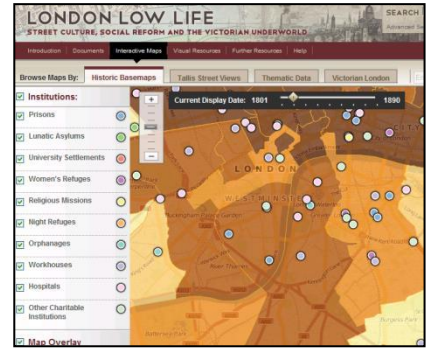 LONDON LOW LIFE
STREET CULTURE, SOCIAL REFORM AND THE VICTORIAN UNDERWORLD
SEARCH
Advanced Se
Introduction
Documents
Interactive Maps
Visual Resources
Further Resources
Help
Browse Maps By:
Historic Basemaps
Tallis Street Views
Thematic Data
Victorian London
Institutions:
Prisons
Lunatic Asylums
University Settlements
Women's Refuges
Religious Missions
Night Refuges
Orphanages
Workhouses
Hospitals
Other Charitable
Institutions
Map Overlay
Current Display Date: 1801
1890
CITY
LONDON
WESTMINSTER